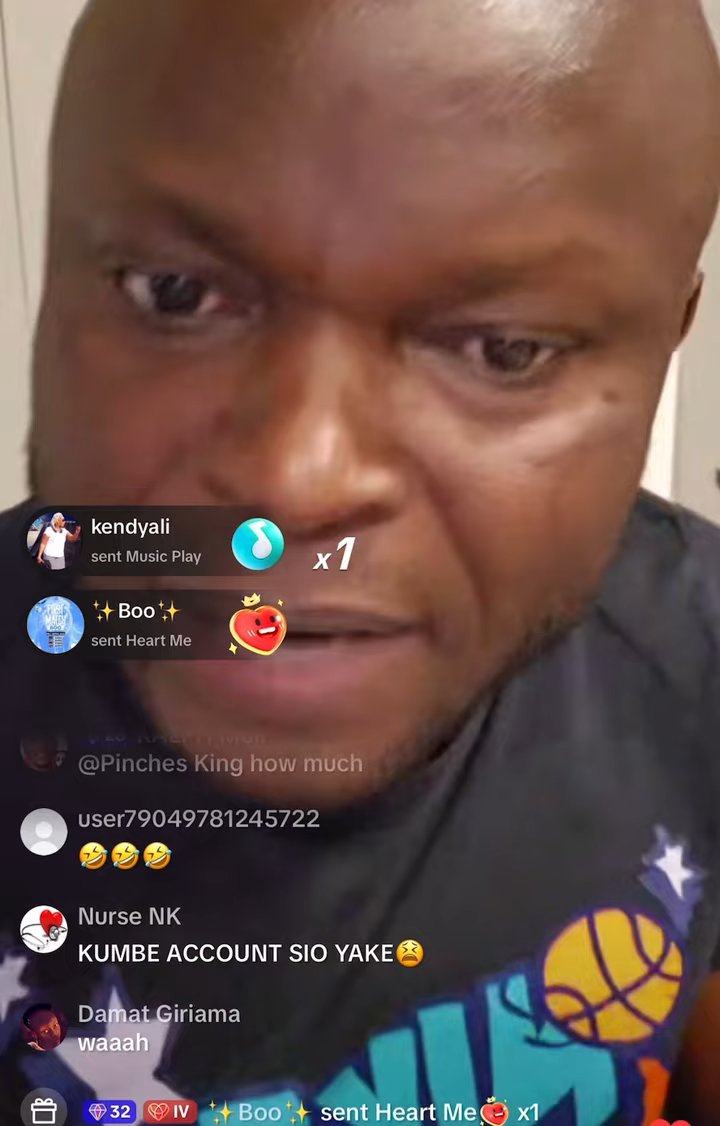 kendyali
sent Music Play
x1
✨Boo✨
sent Heart Me
@Pinches King how much
user79049781245722
🤣🤣🤣
Nurse NK
KUMBE ACCOUNT SIO YAKE😫
Damat Giriama
waaah
32 IV ✨Boo✨ sent Heart Me x1